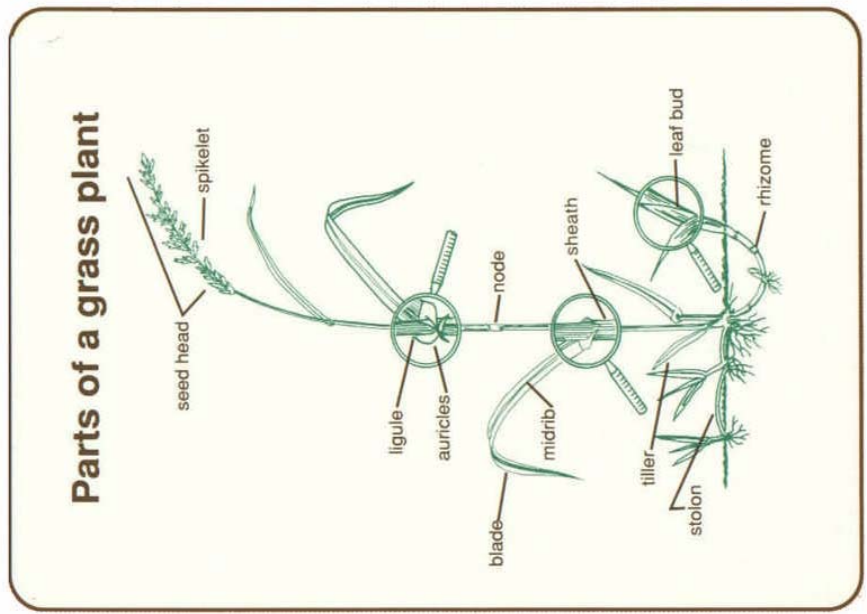 Parts of a grass plant
seed head
spikelet
ligule
auricles
node
blade
midrib
sheath
leaf bud
tiller
stolon
rhizome